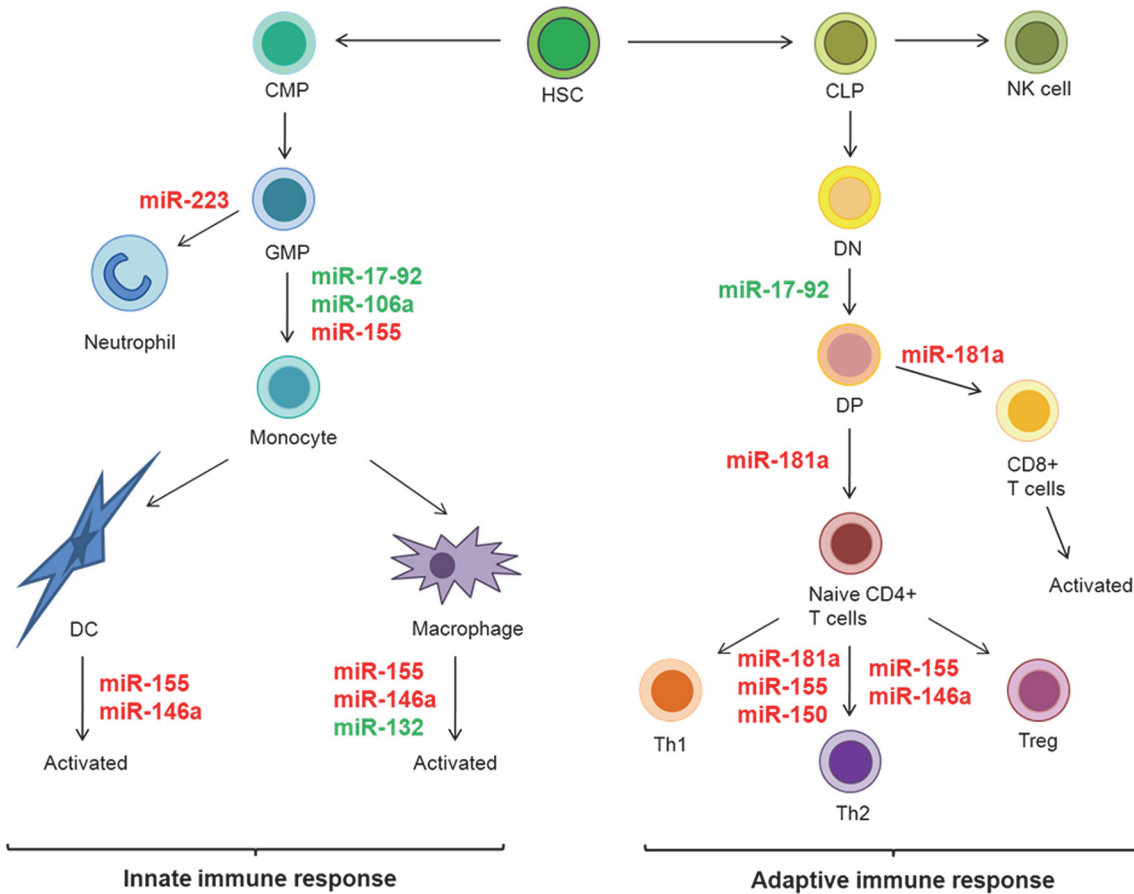 CMP
HSC
CLP
NK cell
miR-223
GMP
DN
Neutrophil
miR-17-92
miR-106a
miR-155
miR-17-92
Monocyte
DP
miR-181a
miR-181a
CD8+
T cells
Activated
DC
Macrophage
Naive CD4+
T cells
miR-155
miR-146a
Activated
miR-155
miR-146a
miR-132
Activated
miR-181a
miR-155
miR-150
miR-155
miR-146a
Th1
Th2
Treg
Innate immune response
Adaptive immune response